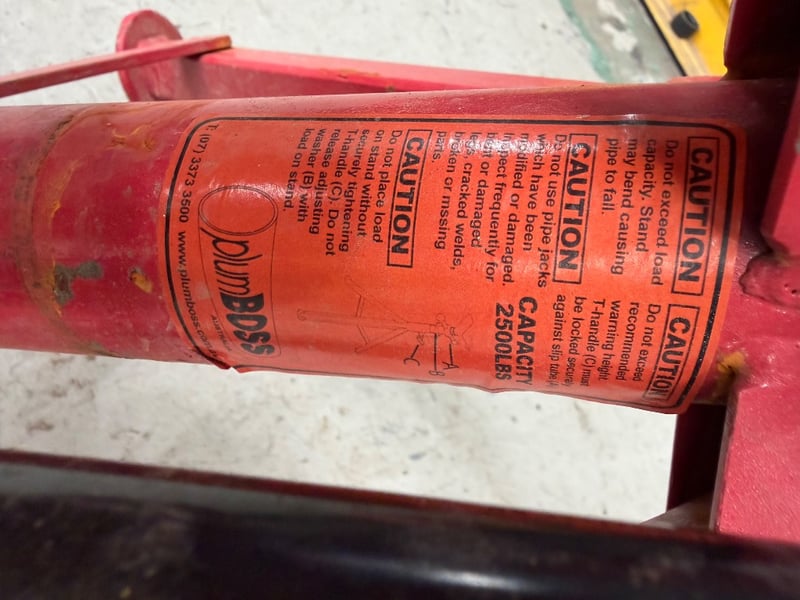 CAUTION
Do not exceed load
capacity. Stand
may bend causing
pipe to fall
CAUTION
Do not exceed
recommended
warning height
T-handle (C) must
be locked securely
against slip tube
CAUTION
Do not use pipe jacks
which have been
modified or damaged.
Inspect frequently for
bent or damaged
legs, cracked welds,
broken or mssing
parts.
CAPACITY
2500LBS
CAUTION
Do not place load
on stand without
securely tightening
T-handle (C). Do not
release adjusting
washer (B) with
load on stand.
A
B
C
plumBOSS
T: (07) 3373 3500 www.plumboss.co